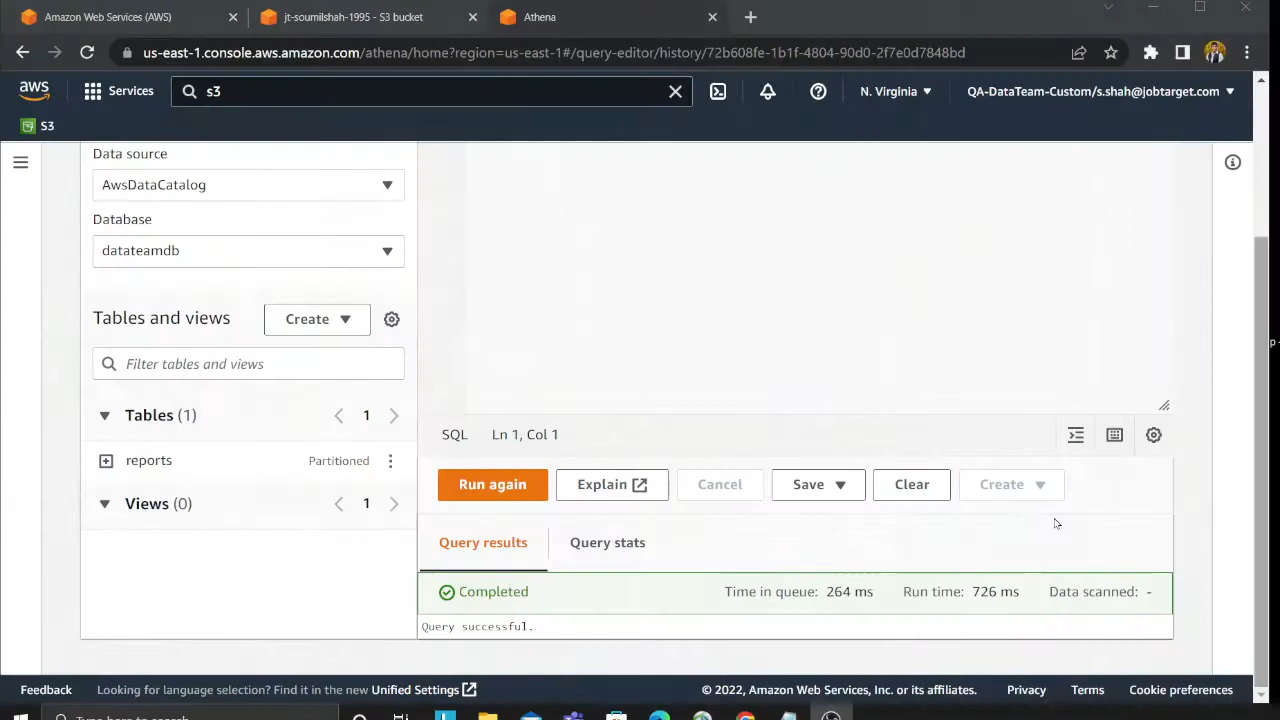 Amazon Web Services (AWS)
jt-soumilshah-1995 - S3 bucket
Athena
us-east-1.console.aws.amazon.com/athena/home?region=us-east-1#/query-editor/history/72b608fe-1b1f-4804-90d0-2f7e0d7848bd
aws
Services
s3
N. Virginia
QA-DataTeam-Custom/s.shah@jobtarget.com
S3
Data source
AwsDataCatalog
Database
datateamdb
Tables and views
Create
Filter tables and views
Tables (1)
1
reports
Partitioned
Views (0)
1
SQL
Ln 1, Col 1
Run again
Explain
Cancel
Save
Clear
Create
Query results
Query stats
Completed
Time in queue: 264 ms
Run time: 726 ms
Data scanned: -
Query successful.
Feedback
Looking for language selection? Find it in the new Unified Settings
© 2022, Amazon Web Services, Inc. or its affiliates.
Privacy
Terms
Cookie preferences
Type here to search